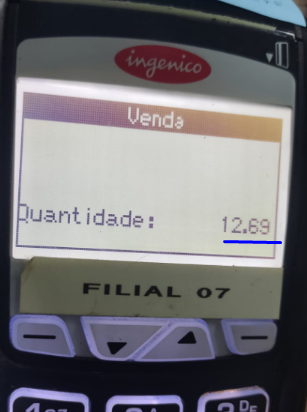 ingenico
Venda
Quantidade: 12.69
FILIAL 07